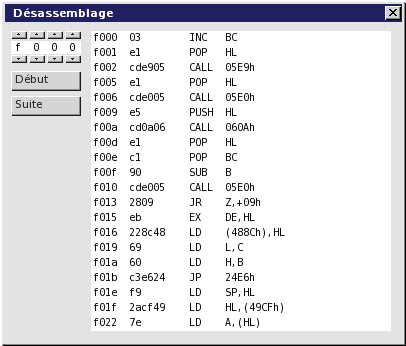 Désassemblage
f 0 0 0
Début
Suite
f000 03 INC BC
f001 e1 POP HL
f002 cde905 CALL 05E9h
f005 e1 POP HL
f006 cde005 CALL 05E0h
f009 e5 PUSH HL
f00a cd0a06 CALL 060Ah
f00d e1 POP HL
f00e c1 POP BC
f00f 90 SUB B
f010 cde005 CALL 05E0h
f013 2809 JR Z,+09h
f015 eb EX DE,HL
f016 228c48 LD (488Ch),HL
f019 69 LD L,C
f01a 60 LD H,B
f01b c3e624 JP 24E6h
f01e f9 LD SP,HL
f01f 2acf49 LD HL,(49CFh)
f022 7e LD A,(HL)